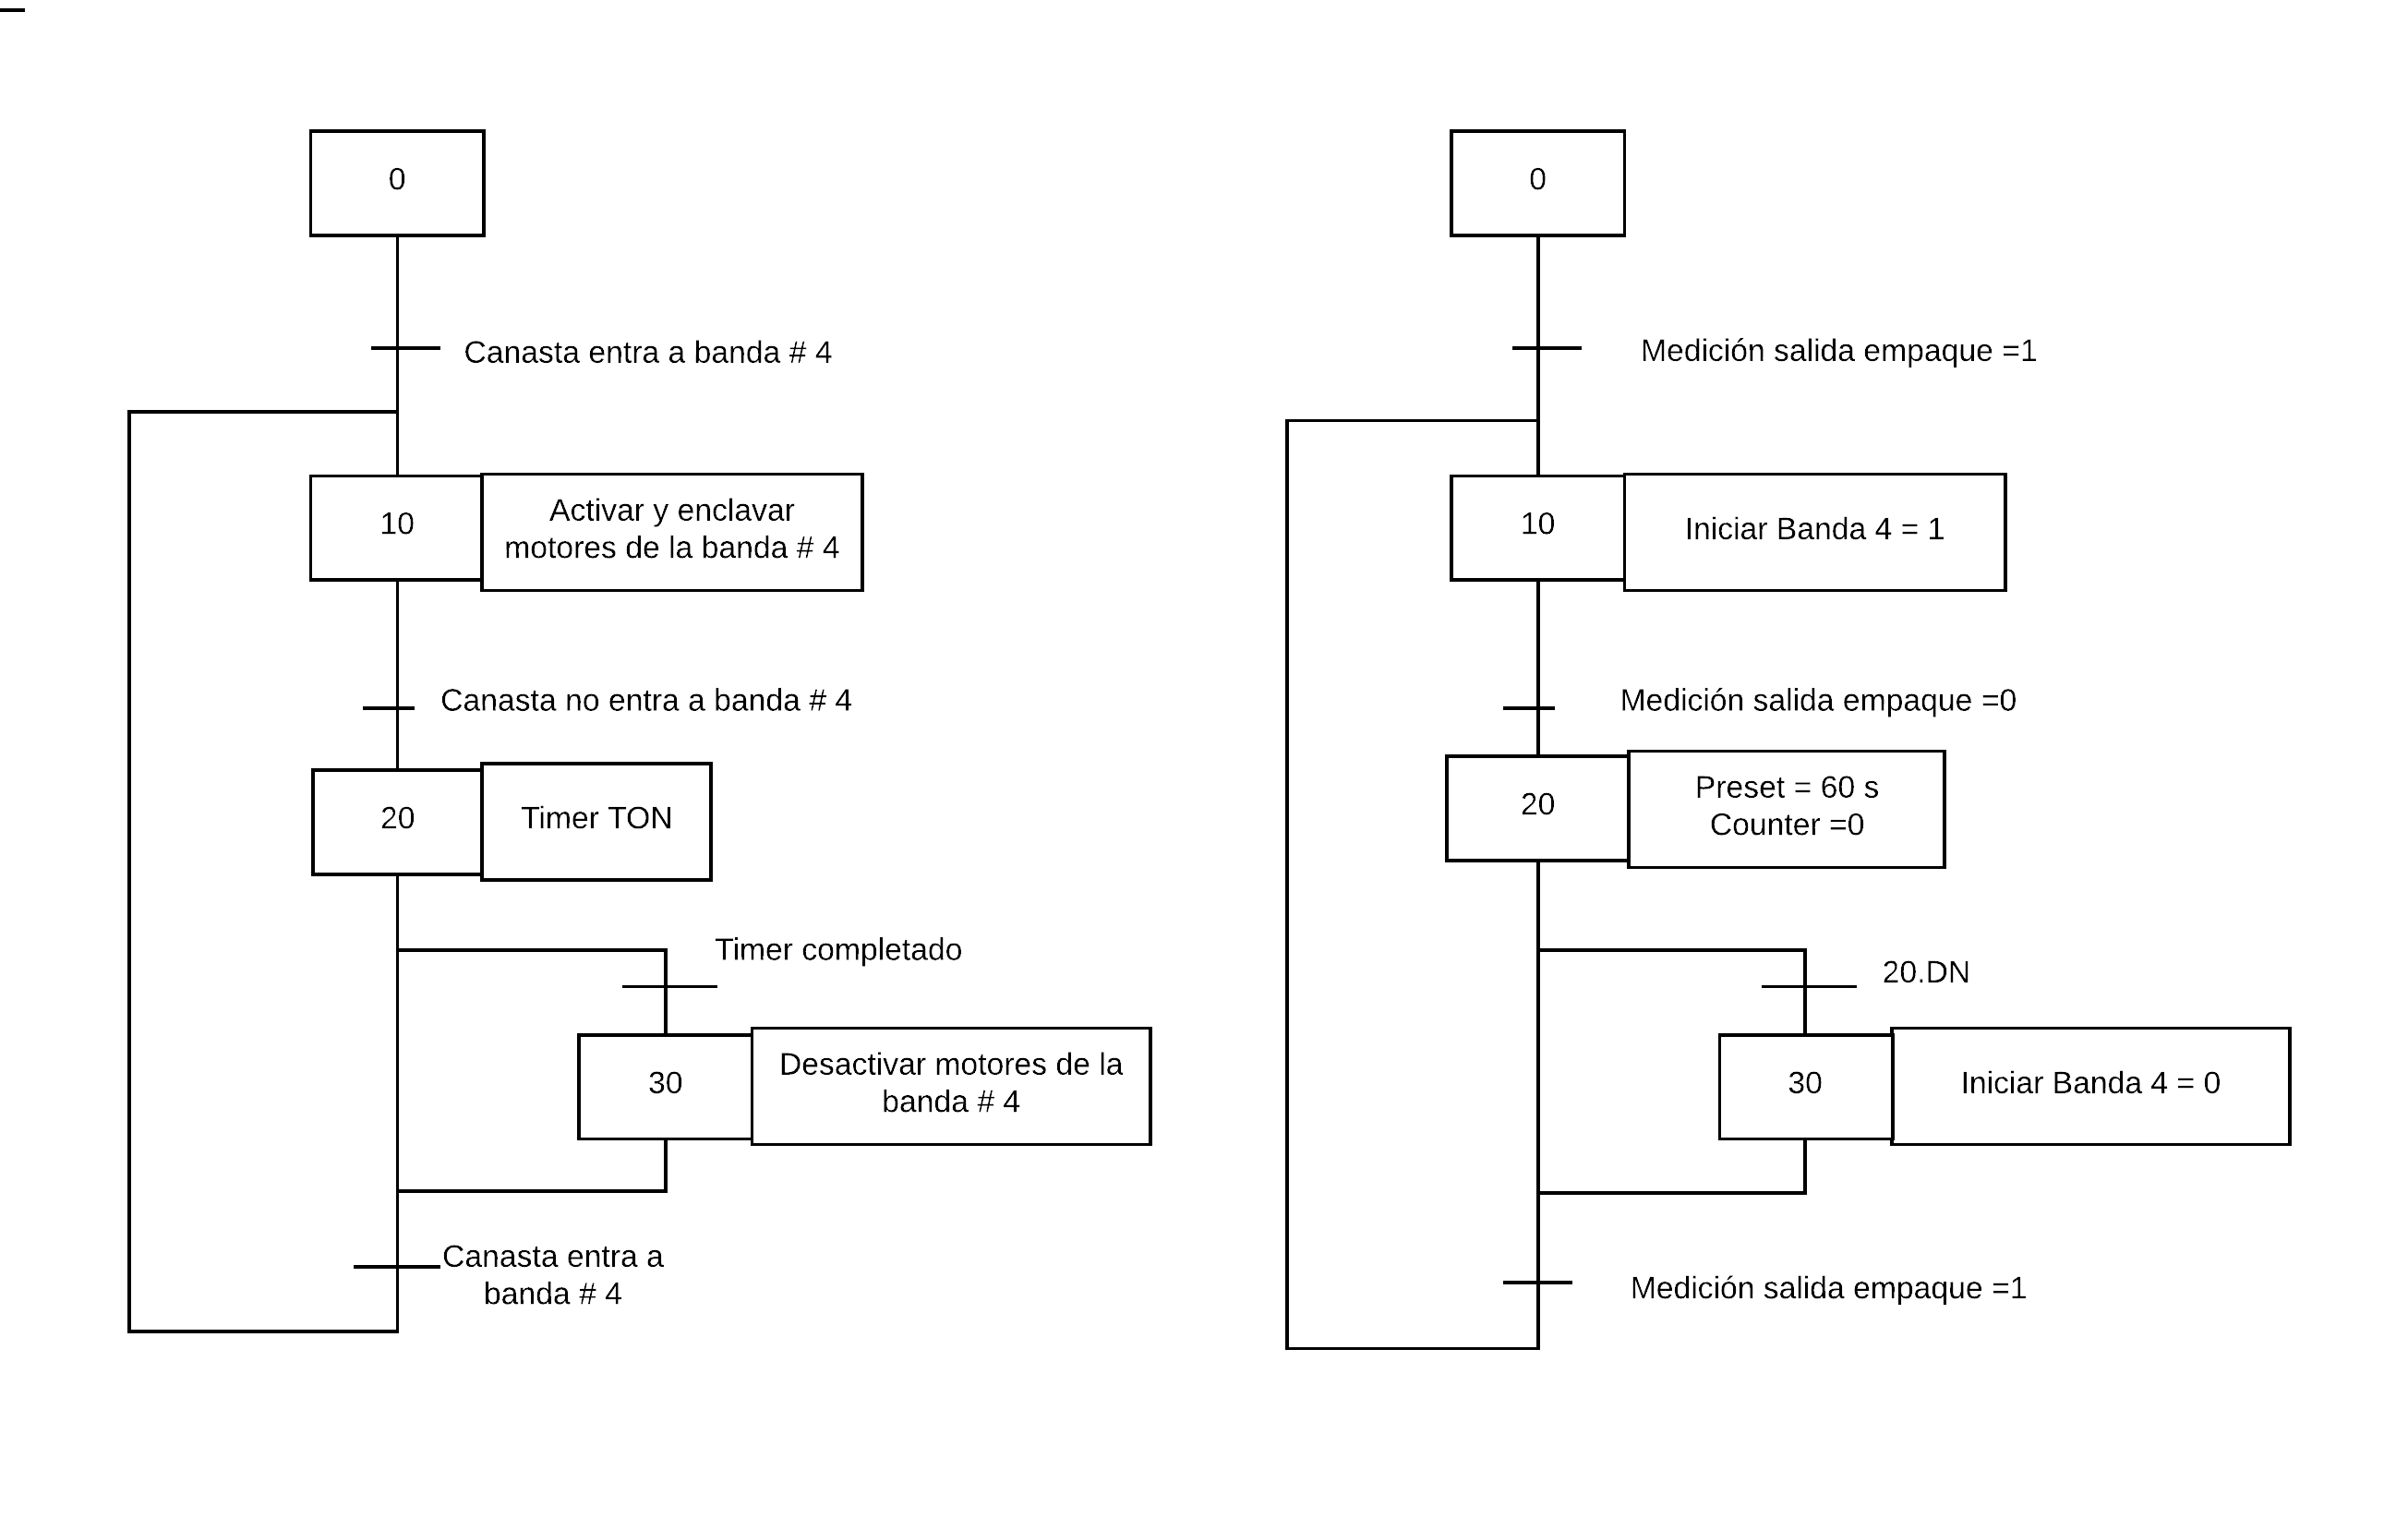 0
Canasta entra a banda # 4
10
Activar y enclavar
motores de la banda # 4
Canasta no entra a banda # 4
20
Timer TON
Timer completado
30
Desactivar motores de la
banda # 4
Canasta entra a
banda # 4
0
Medición salida empaque =1
10
Iniciar Banda 4 = 1
Medición salida empaque =0
20
Preset = 60 s
Counter =0
20.DN
30
Iniciar Banda 4 = 0
Medición salida empaque =1